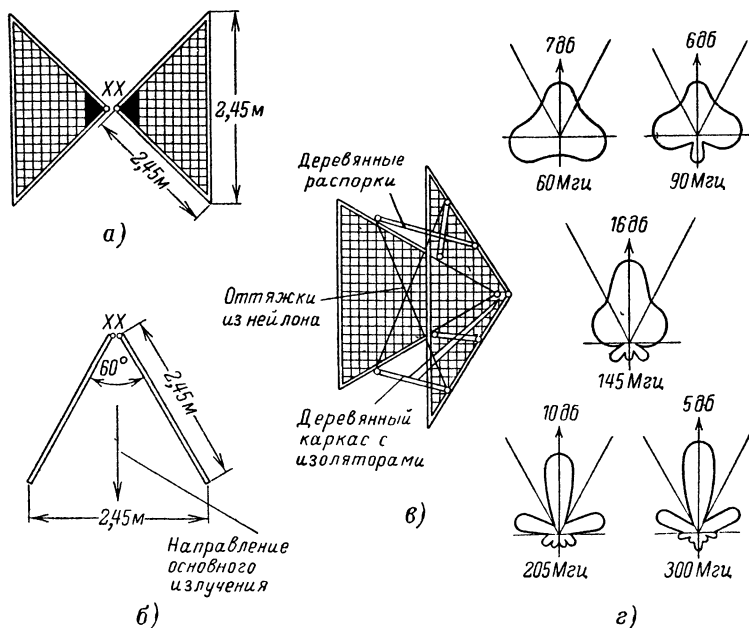 XX
2,45м
2,45м
а)
XX
60°
2,45м
2,45м
Направление
основного
излучения
б)
Деревянные
распорки
Оттяжки
из нейлона
Деревянный
каркас с
изоляторами
в)
7дб
60Мгц
6дб
90Мгц
16дб
145Мгц
10дб
205Мгц
5дб
300Мгц
г)